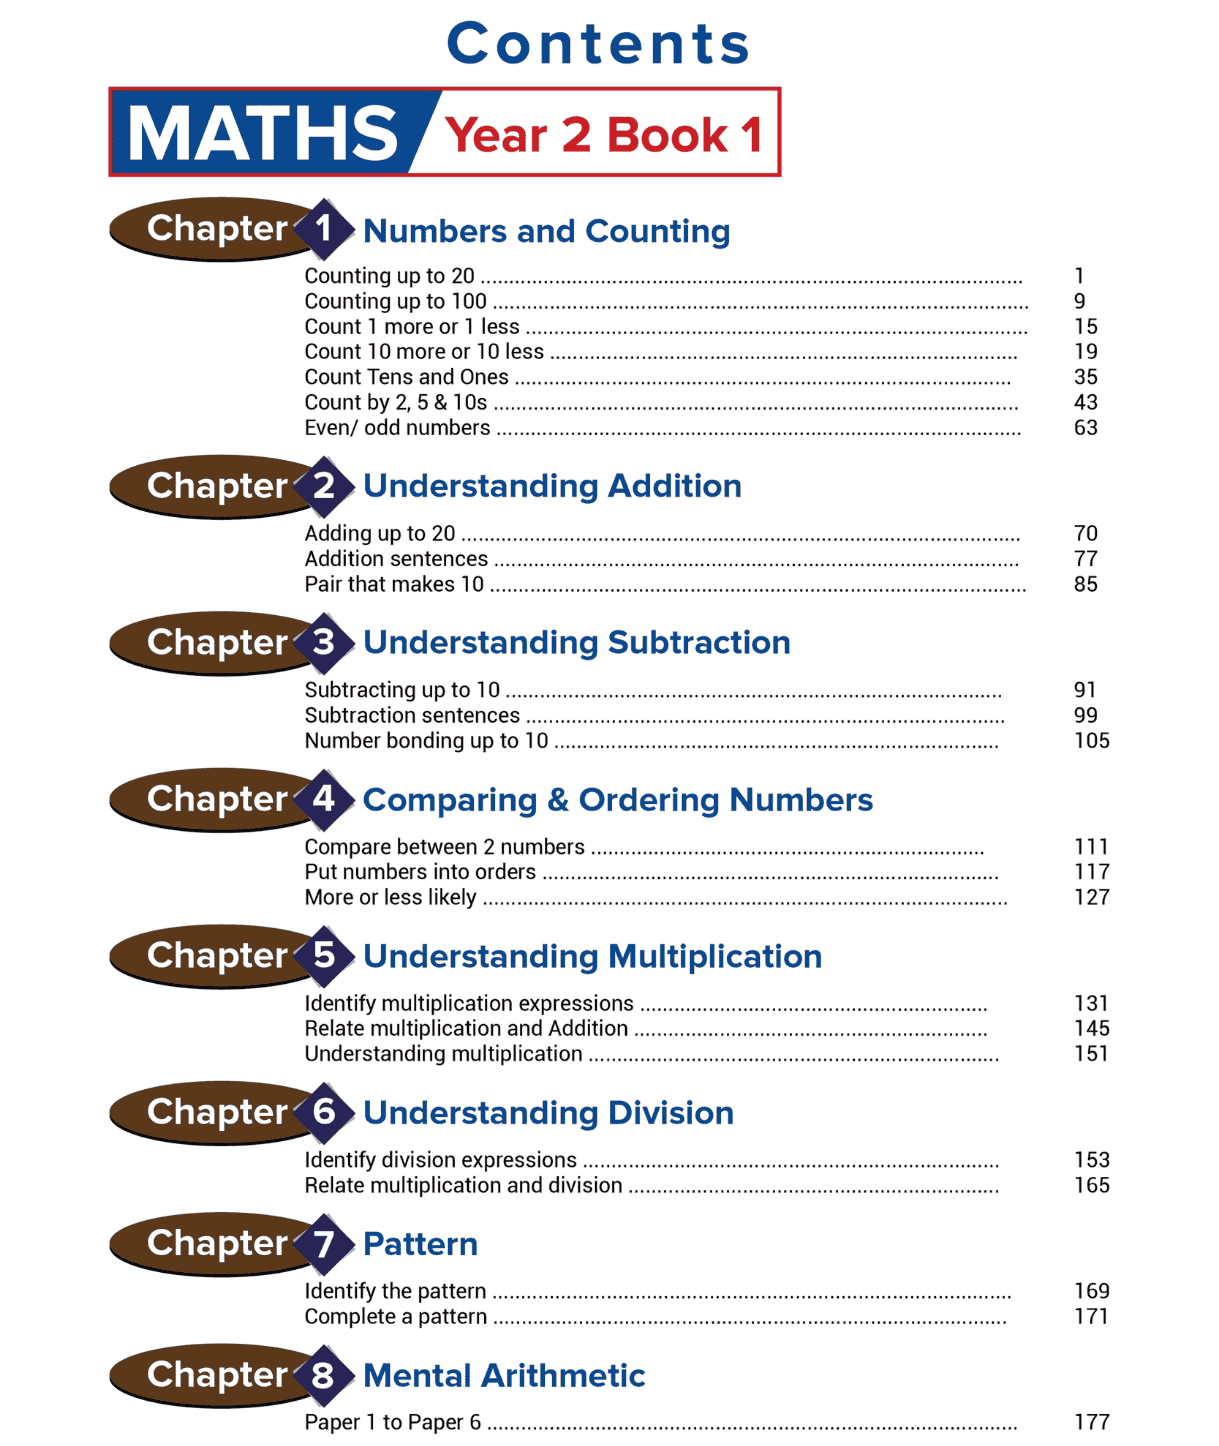 Contents
MATHS Year 2 Book 1
Chapter 1 Numbers and Counting
Counting up to 20 ........................................................................................... 1
Counting up to 100 .......................................................................................... 9
Count 1 more or 1 less ..................................................................................... 15
Count 10 more or 10 less ................................................................................ 19
Count Tens and Ones ...................................................................................... 35
Count by 2, 5 & 10s .......................................................................................... 43
Even/ odd numbers .......................................................................................... 63
Chapter 2 Understanding Addition
Adding up to 20 ................................................................................................ 70
Addition sentences .......................................................................................... 77
Pair that makes 10 ............................................................................................ 85
Chapter 3 Understanding Subtraction
Subtracting up to 10 ...................................................................................... 91
Subtraction sentences ................................................................................... 99
Number bonding up to 10 ............................................................................. 105
Chapter 4 Comparing & Ordering Numbers
Compare between 2 numbers ..................................................................... 111
Put numbers into orders ............................................................................... 117
More or less likely ........................................................................................... 127
Chapter 5 Understanding Multiplication
Identify multiplication expressions ............................................................. 131
Relate multiplication and Addition .............................................................. 145
Understanding multiplication ....................................................................... 151
Chapter 6 Understanding Division
Identify division expressions ........................................................................ 153
Relate multiplication and division ................................................................ 165
Chapter 7 Pattern
Identify the pattern .......................................................................................... 169
Complete a pattern .......................................................................................... 171
Chapter 8 Mental Arithmetic
Paper 1 to Paper 6 ............................................................................................ 177